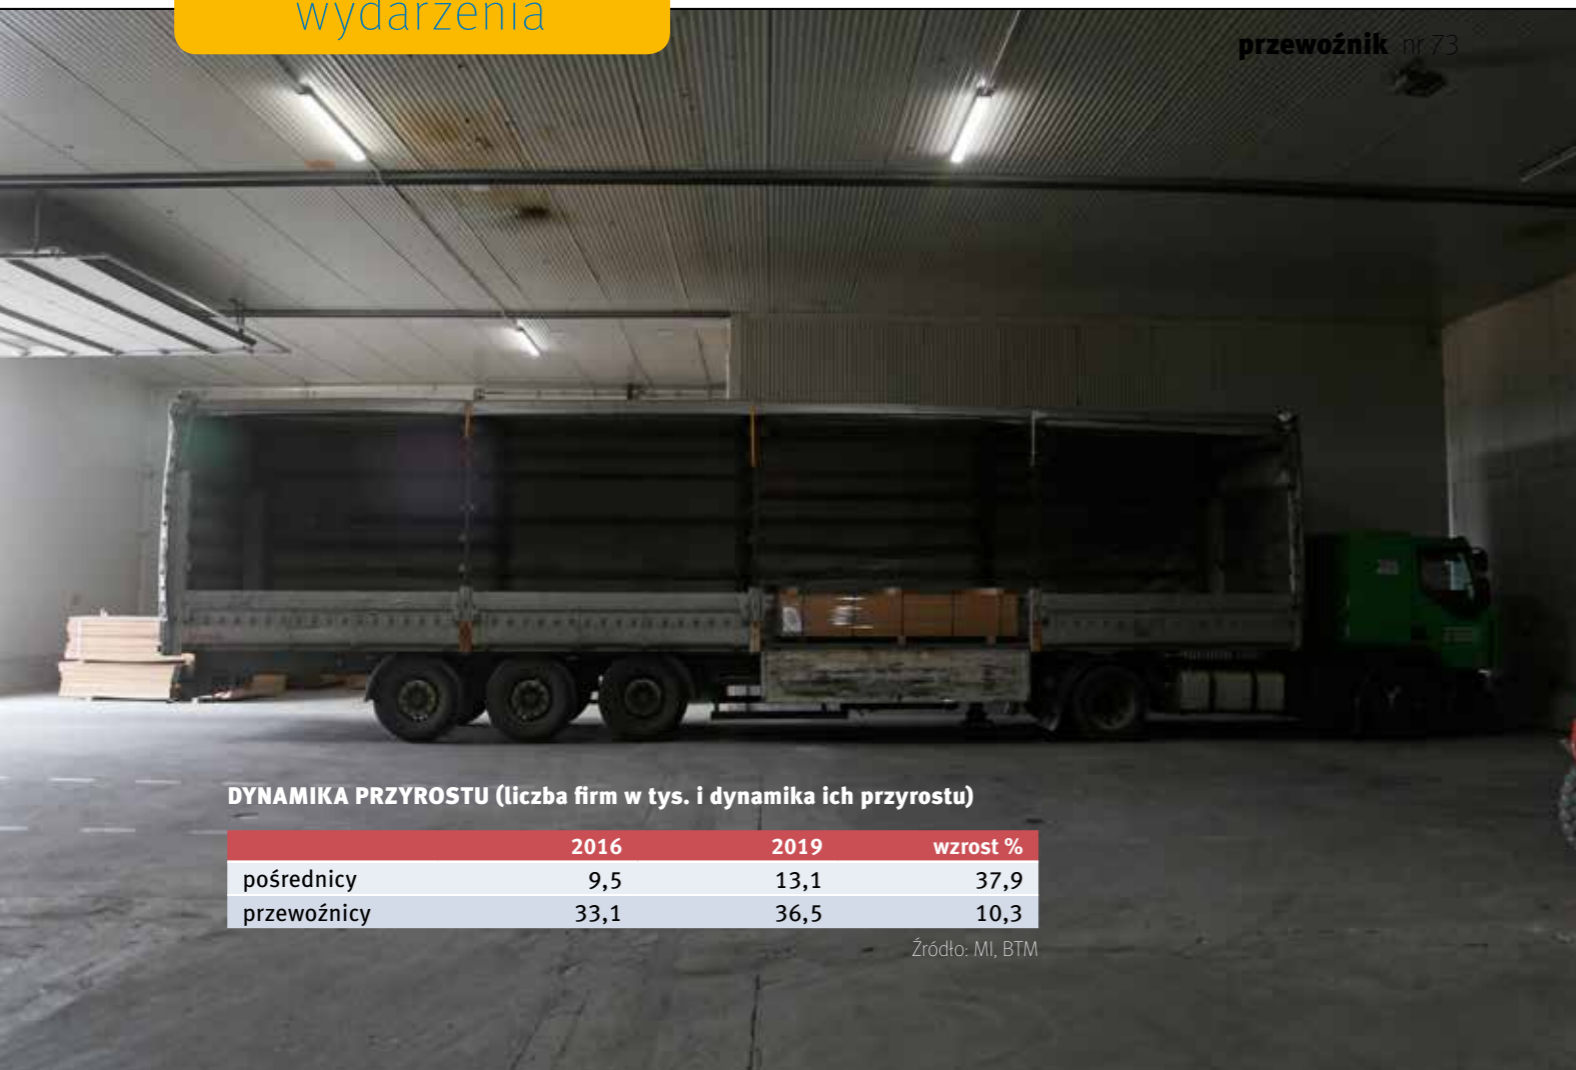 wydarzenia
przewoźnik nr 73
DYNAMIKA PRZYROSTU (liczba firm w tys. i dynamika ich przyrostu)
2016 2019 wzrost %
pośrednicy 9,5 13,1 37,9
przewoźnicy 33,1 36,5 10,3
Źródło: MI, BTM